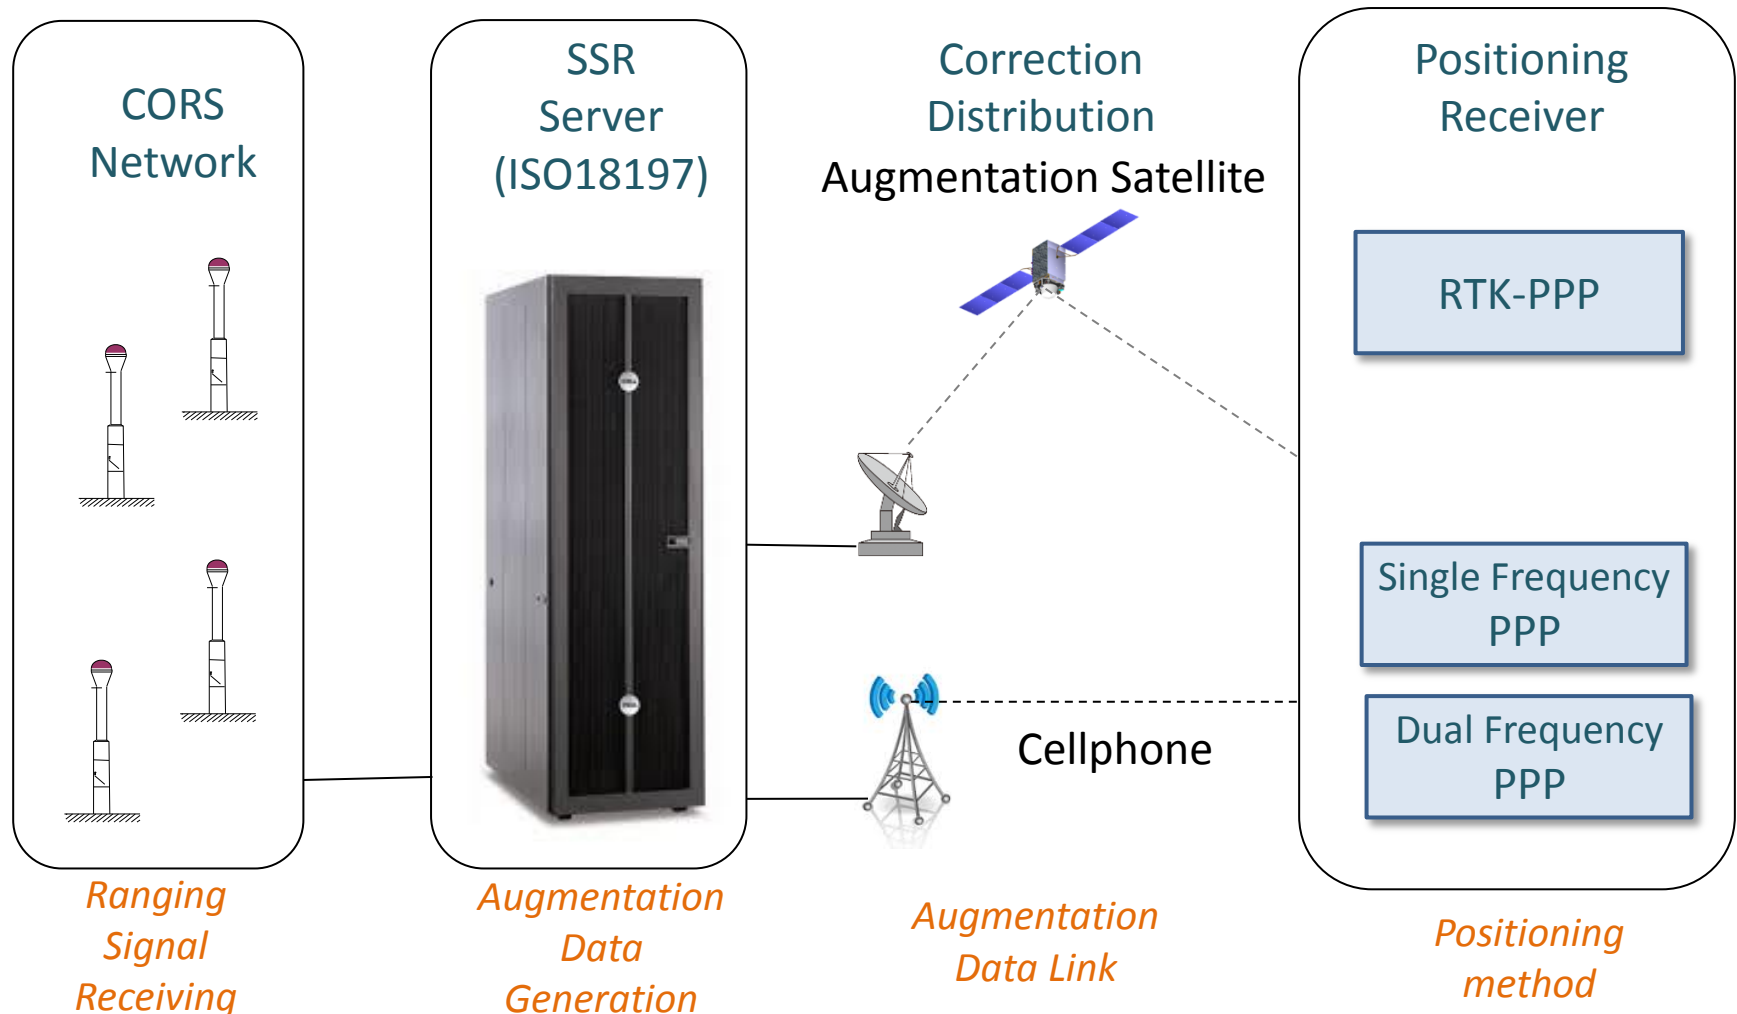 CORS
Network
SSR
Server
(ISO18197)
Correction
Distribution
Augmentation Satellite
Positioning
Receiver
RTK-PPP
Single Frequency
PPP
Dual Frequency
PPP
Cellphone
Ranging
Signal
Receiving
Augmentation
Data
Generation
Augmentation
Data Link
Positioning
method